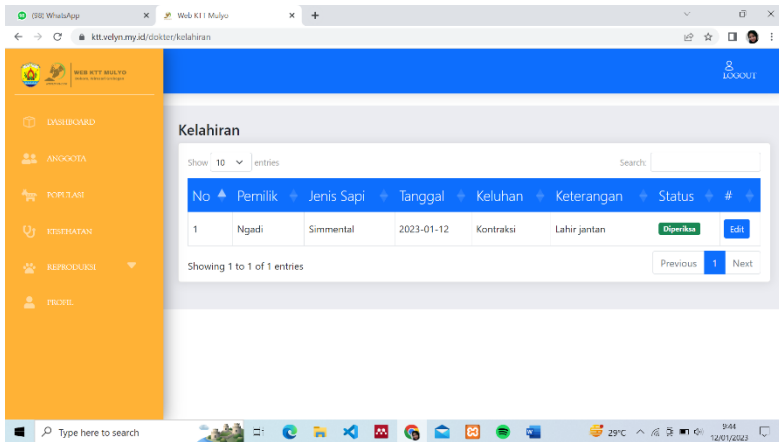 (98) WhatsApp
Web KTT Mulyo
ktt.velyn.my.id/dokter/kelahiran
WEB KTT MULYO
LOGOUT
DASHBOARD
ANGGOTA
POPULASI
KESEHATAN
REPRODUKSI
PROFIL
Kelahiran
Show 10 entries
Search:
No Pemilik Jenis Sapi Tanggal Keluhan Keterangan Status #
1 Ngadi Simmental 2023-01-12 Kontraksi Lahir jantan Diperiksa Edit
Showing 1 to 1 of 1 entries
Previous 1 Next
Type here to search
29°C
9:44
12/01/2023